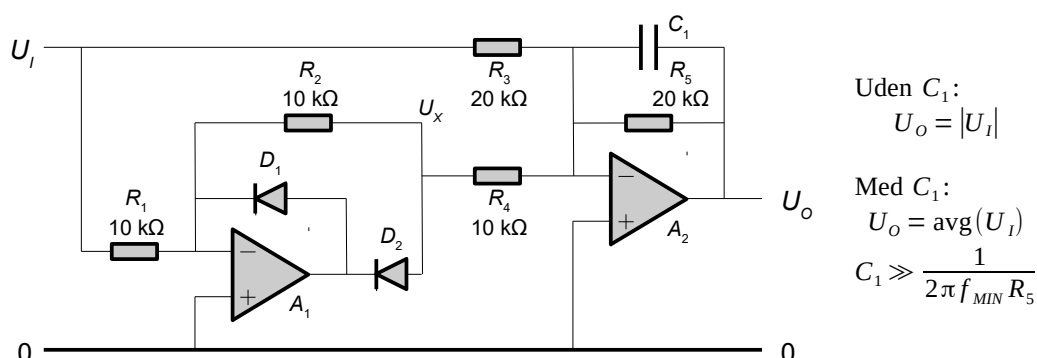 U_I
C_1
R_2
10 kΩ
U_X
R_3
20 kΩ
R_5
20 kΩ
D_1
R_1
10 kΩ
R_4
10 kΩ
−
+
A_1
D_2
−
+
A_2
U_O
0
0
Uden C_1:
U_O = |U_I|
Med C_1:
U_O = avg(U_I)
C_1 ≫ 1 / (2π f_MIN R_5)